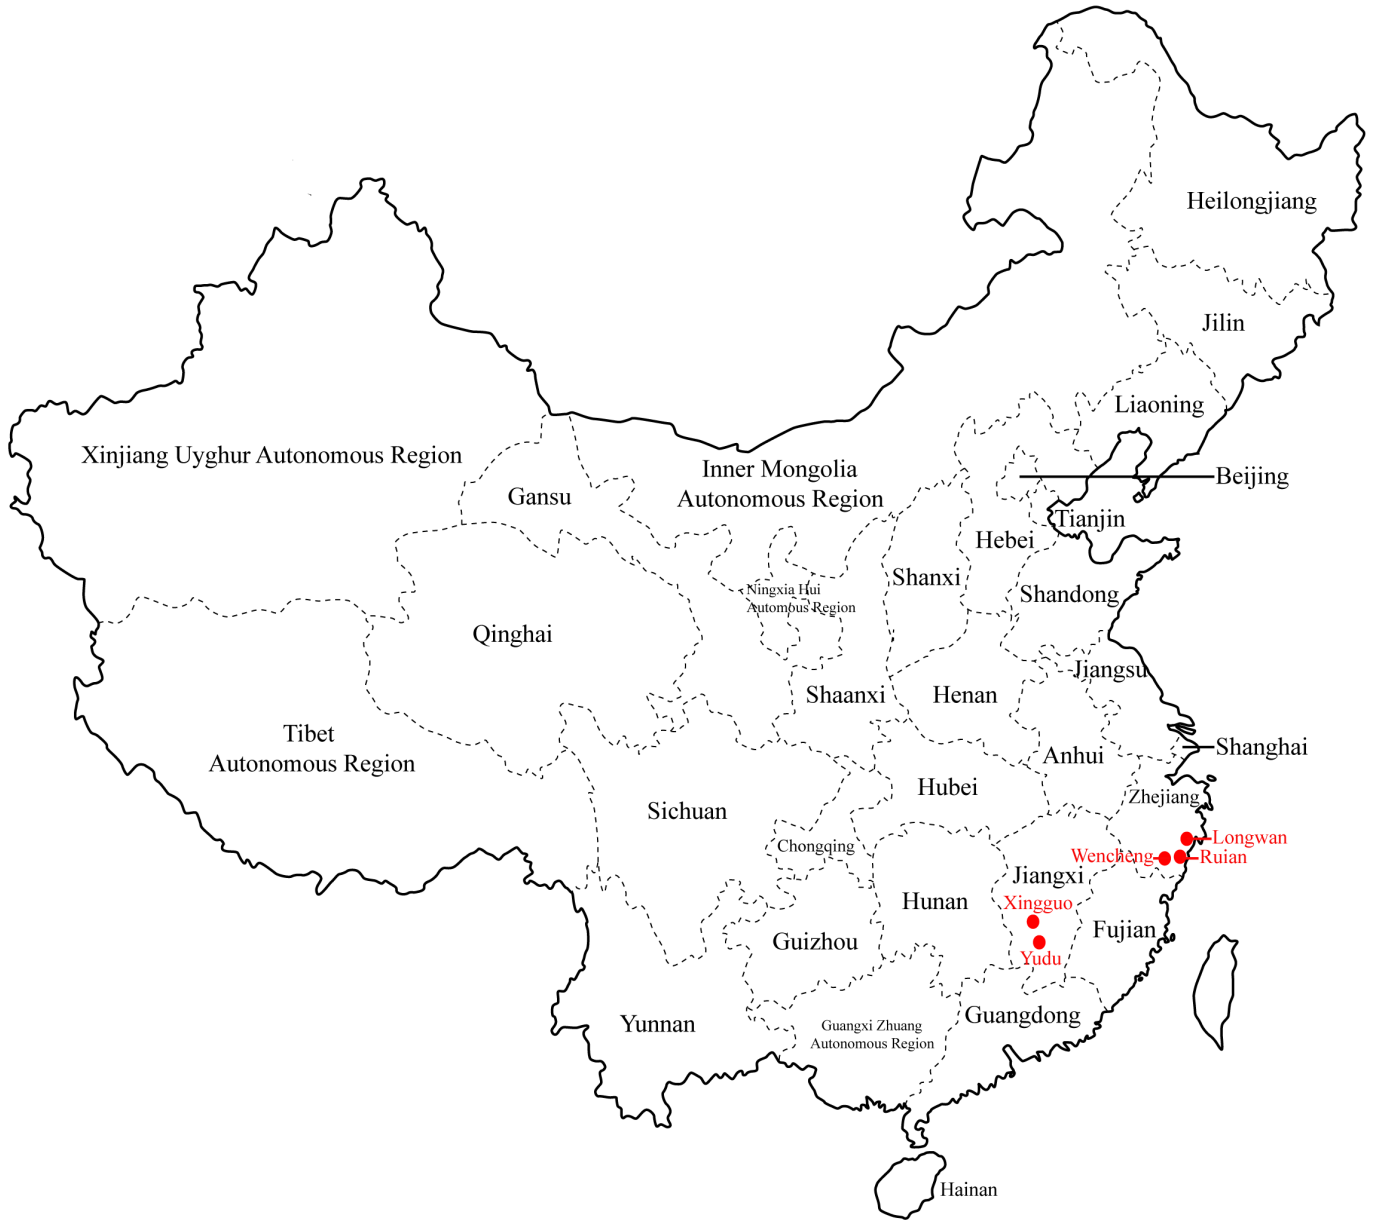 Heilongjiang
Jilin
Liaoning
Xinjiang Uyghur Autonomous Region
Inner Mongolia
Autonomous Region
Beijing
Gansu
Tianjin
Hebei
Shanxi
Ningxia Hui
Automous Region
Shandong
Qinghai
Jiangsu
Shaanxi
Henan
Tibet
Autonomous Region
Shanghai
Anhui
Hubei
Zhejiang
Sichuan
Longwan
Chongqing
Wencheng
Ruian
Jiangxi
Hunan
Xingguo
Fujian
Guizhou
Yudu
Guangdong
Yunnan
Guangxi Zhuang
Autonomous Region
Hainan